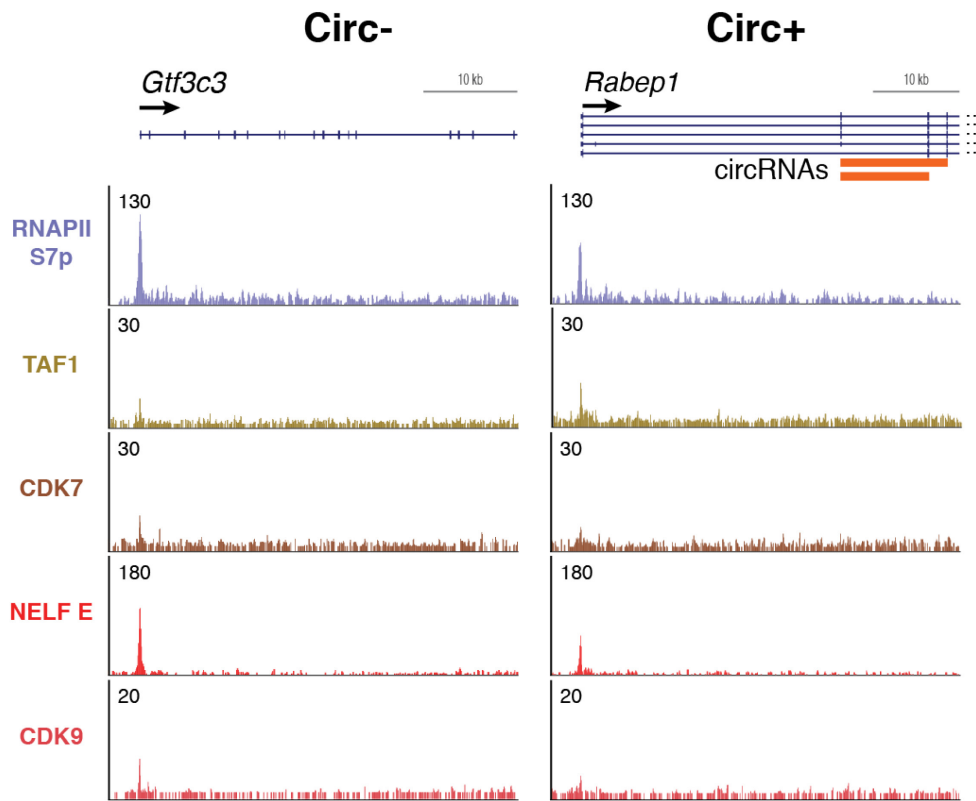 Circ-
Circ+
Gtf3c3
10 kb
Rabep1
10 kb
circRNAs
RNAPII
S7p
130
130
TAF1
30
30
CDK7
30
30
NELF E
180
180
CDK9
20
20